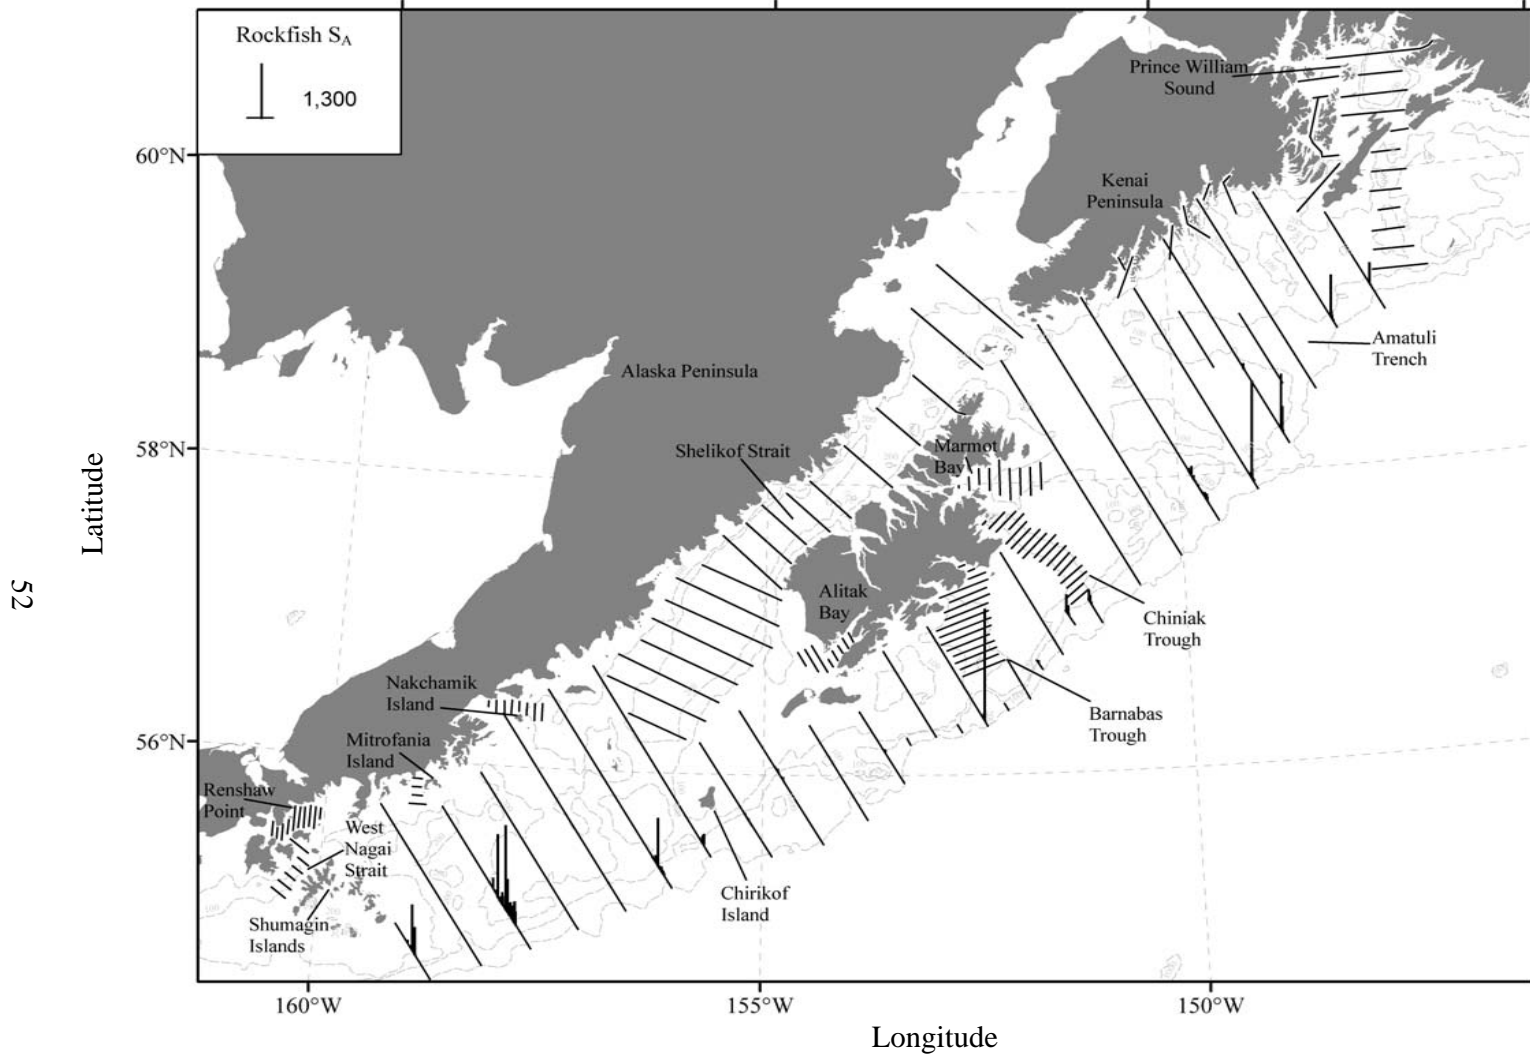 Rockfish S_A
1,300
Prince William
Sound
60°N
Kenai
Peninsula
Amatuli
Trench
Alaska Peninsula
58°N
Shelikof Strait
Marmot
Bay
Latitude
52
Alitak
Bay
Chiniak
Trough
Nakchamik
Island
Barnabas
Trough
56°N
Mitrofania
Island
Renshaw
Point
West
Nagai
Strait
Chirikof
Island
Shumagin
Islands
160°W
155°W
150°W
Longitude